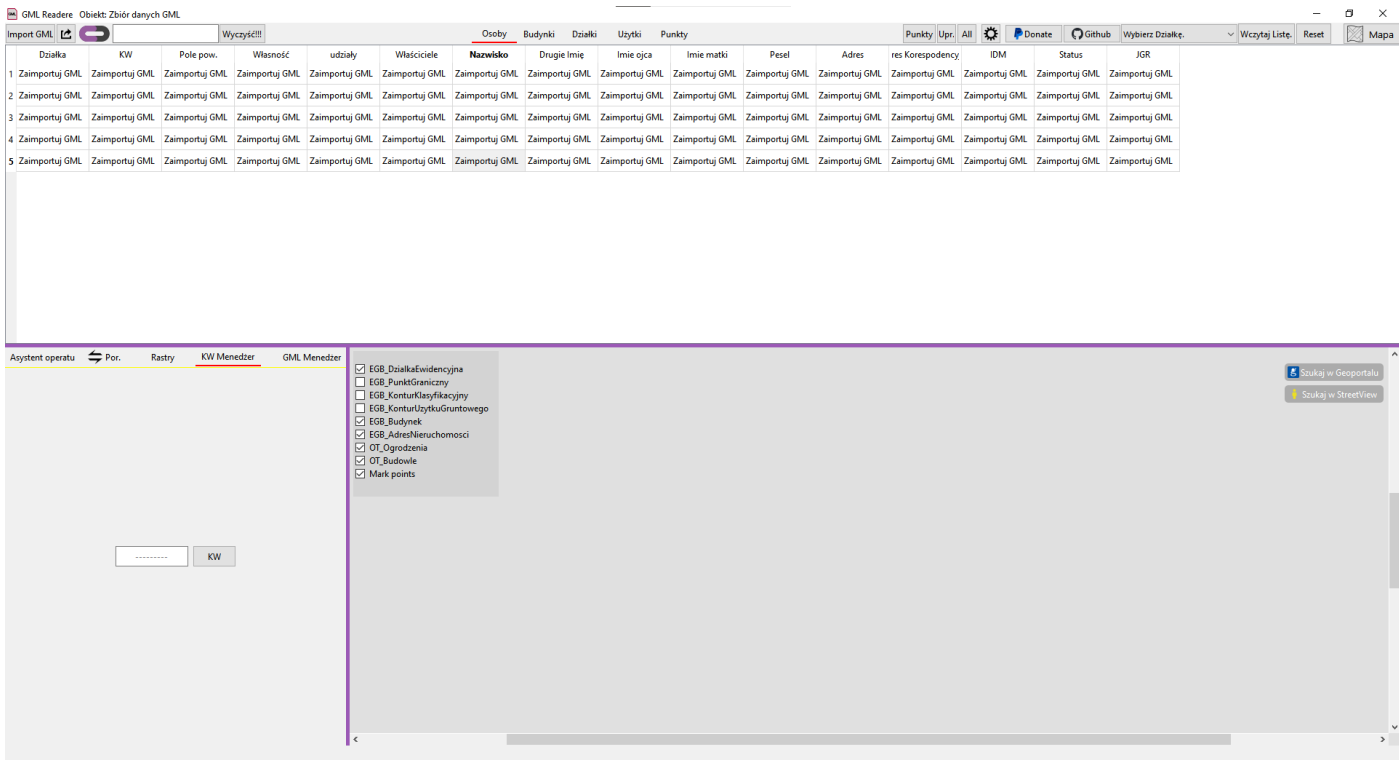 GML Readere Obiekt: Zbiór danych GML
Import GML Wyczyść!!! Osoby Budynki Działki Użytki Punkty Punkty Upr. All Donate Github Wybierz Działkę. Wczytaj Listę. Reset Mapa
Działka KW Pole pow. Własność udziały Właściciele Nazwisko Drugie Imię Imie ojca Imie matki Pesel Adres res Korespodency IDM Status JGR
1 Zaimportuj GML Zaimportuj GML Zaimportuj GML Zaimportuj GML Zaimportuj GML Zaimportuj GML Zaimportuj GML Zaimportuj GML Zaimportuj GML Zaimportuj GML Zaimportuj GML Zaimportuj GML Zaimportuj GML Zaimportuj GML Zaimportuj GML Zaimportuj GML
2 Zaimportuj GML Zaimportuj GML Zaimportuj GML Zaimportuj GML Zaimportuj GML Zaimportuj GML Zaimportuj GML Zaimportuj GML Zaimportuj GML Zaimportuj GML Zaimportuj GML Zaimportuj GML Zaimportuj GML Zaimportuj GML Zaimportuj GML Zaimportuj GML
3 Zaimportuj GML Zaimportuj GML Zaimportuj GML Zaimportuj GML Zaimportuj GML Zaimportuj GML Zaimportuj GML Zaimportuj GML Zaimportuj GML Zaimportuj GML Zaimportuj GML Zaimportuj GML Zaimportuj GML Zaimportuj GML Zaimportuj GML Zaimportuj GML
4 Zaimportuj GML Zaimportuj GML Zaimportuj GML Zaimportuj GML Zaimportuj GML Zaimportuj GML Zaimportuj GML Zaimportuj GML Zaimportuj GML Zaimportuj GML Zaimportuj GML Zaimportuj GML Zaimportuj GML Zaimportuj GML Zaimportuj GML Zaimportuj GML
5 Zaimportuj GML Zaimportuj GML Zaimportuj GML Zaimportuj GML Zaimportuj GML Zaimportuj GML Zaimportuj GML Zaimportuj GML Zaimportuj GML Zaimportuj GML Zaimportuj GML Zaimportuj GML Zaimportuj GML Zaimportuj GML Zaimportuj GML Zaimportuj GML
Asystent operatu Por. Rastry KW Menedżer GML Menedżer
--------- KW
EGB_DzialkaEwidencyjna
EGB_PunktGraniczny
EGB_KonturKlasyfikacyjny
EGB_KonturUzytkuGruntowego
EGB_Budynek
EGB_AdresNieruchomosci
OT_Ogrodzenia
OT_Budowle
Mark points
Szukaj w Geoportalu
Szukaj w StreetView